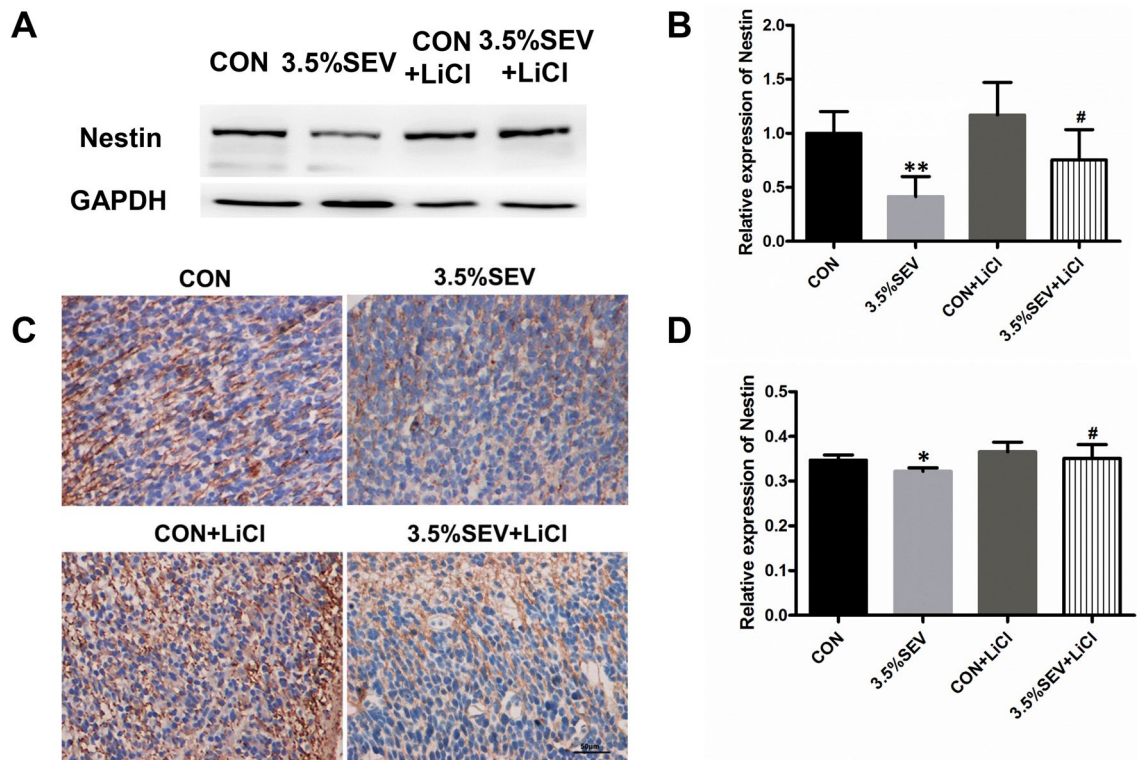 A
CON 3.5%SEV CON +LiCl 3.5%SEV +LiCl
Nestin
GAPDH
B
Relative expression of Nestin
2.0
1.5
1.0
0.5
0.0
**
#
CON
3.5%SEV
CON+LiCl
3.5%SEV+LiCl
C
CON
3.5%SEV
CON+LiCl
3.5%SEV+LiCl
50μm
D
Relative expression of Nestin
0.5
0.4
0.3
0.2
0.1
0.0
*
#
CON
3.5%SEV
CON+LiCl
3.5%SEV+LiCl